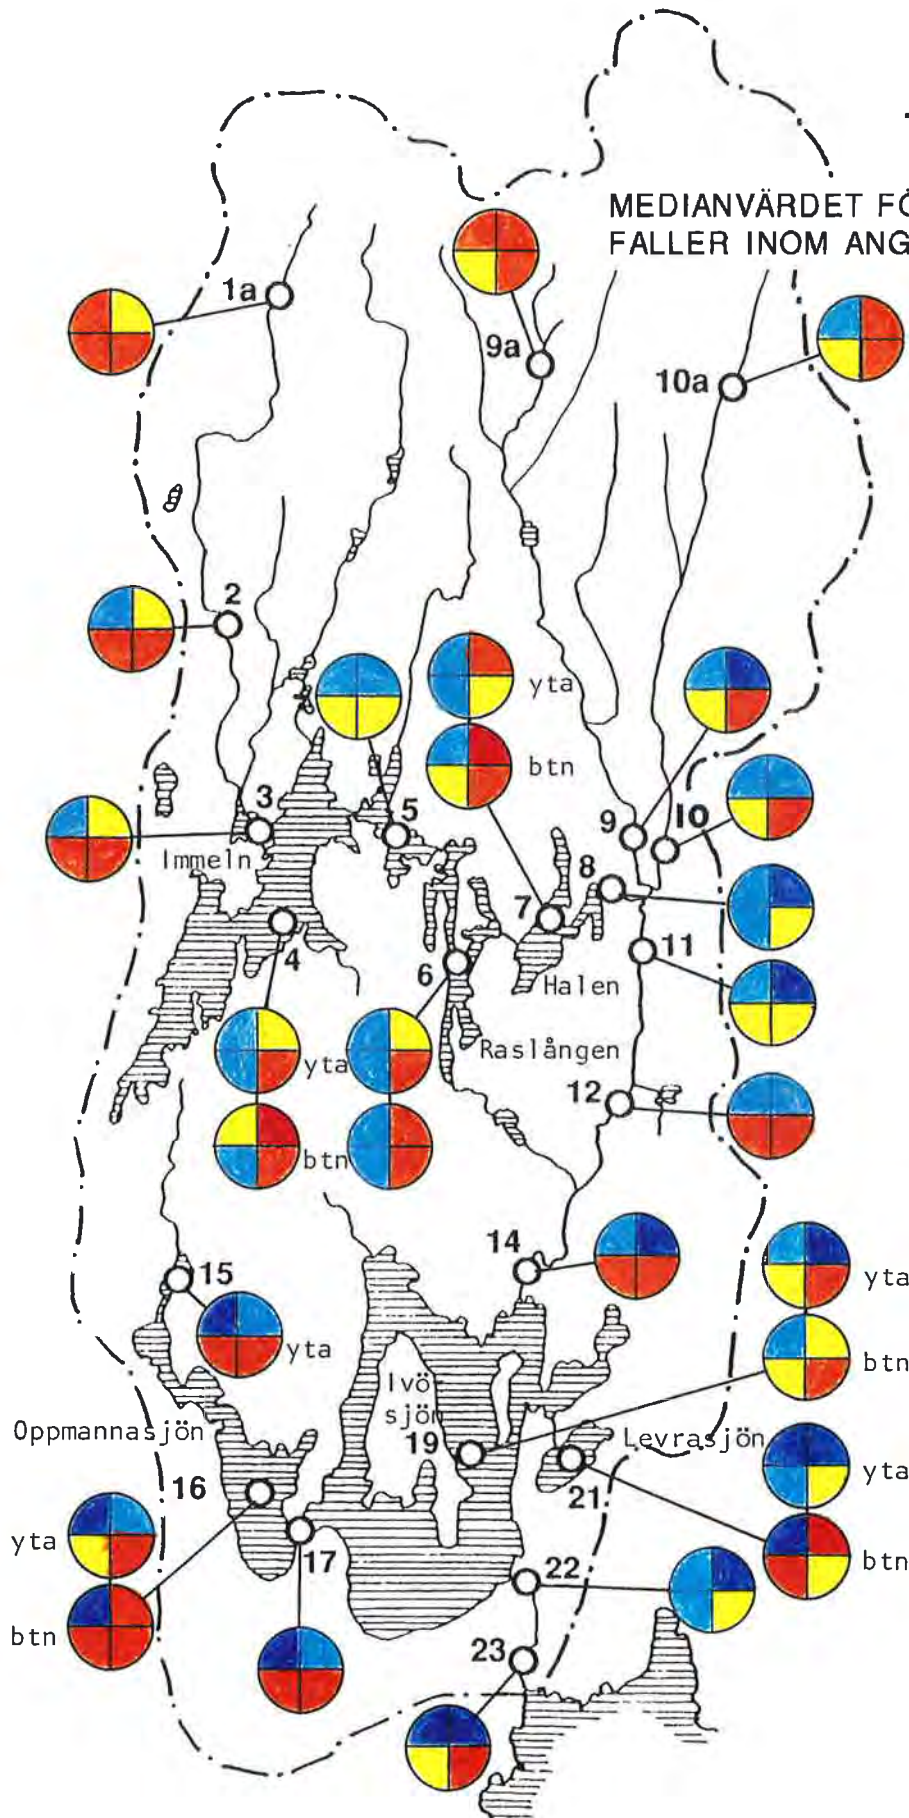 MEDIANVÄRDET FÖ
FALLER INOM ANG
1a
9a
10a
2
yta
btn
3
Immeln
5
9
10
8
7
4
6
11
Halen
Raslången
yta
btn
12
14
15
yta
yta
btn
Ivö-
sjön
Oppmannasjön
19
Levrasjön
16
21
yta
yta
btn
btn
17
22
23